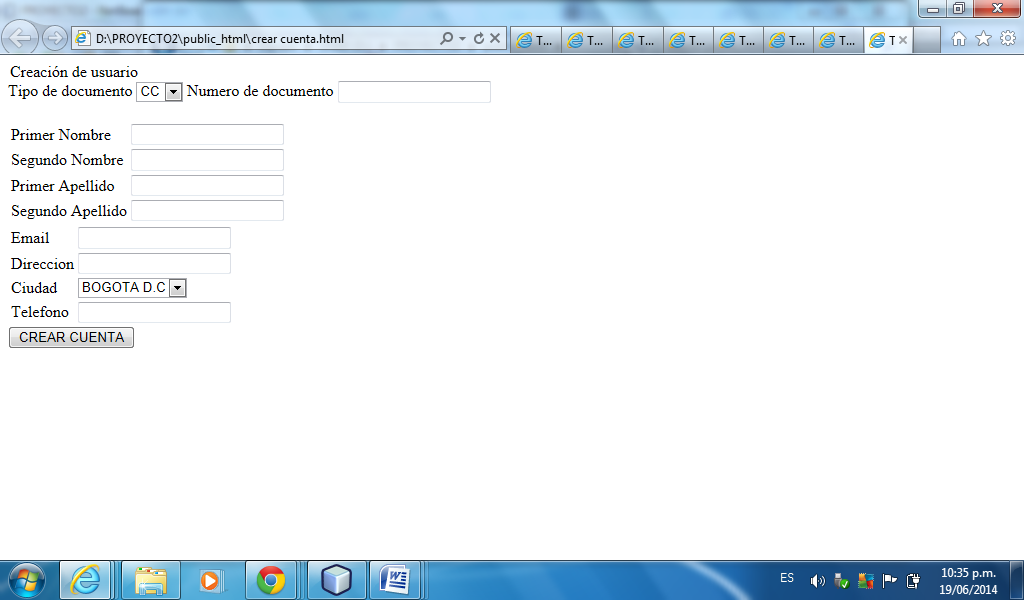 D:\PROYECTO2\public_html\crear cuenta.html
T... T... T... T... T... T... T... T
Creación de usuario
Tipo de documento CC Numero de documento
Primer Nombre
Segundo Nombre
Primer Apellido
Segundo Apellido
Email
Direccion
Ciudad BOGOTA D.C
Telefono
CREAR CUENTA
ES
10:35 p.m.
19/06/2014